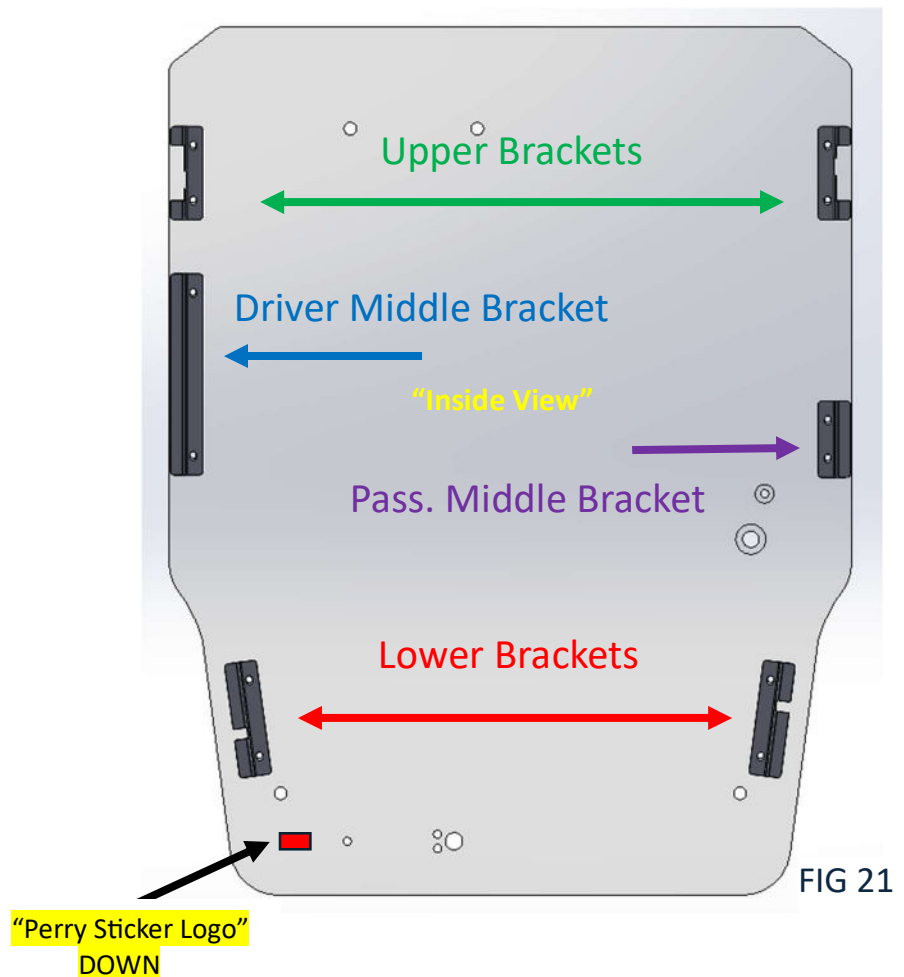 Upper Brackets
Driver Middle Bracket
“Inside View”
Pass. Middle Bracket
Lower Brackets
FIG 21
“Perry Sticker Logo”
DOWN